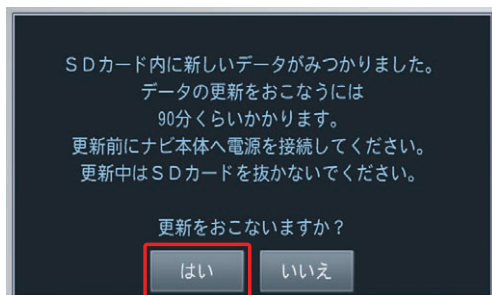 ＳＤカード内に新しいデータがみつかりました。
データの更新をおこなうには
90分くらいかかります。
更新前にナビ本体へ電源を接続してください。
更新中はＳＤカードを抜かないでください。
更新をおこないますか？
はい
いいえ